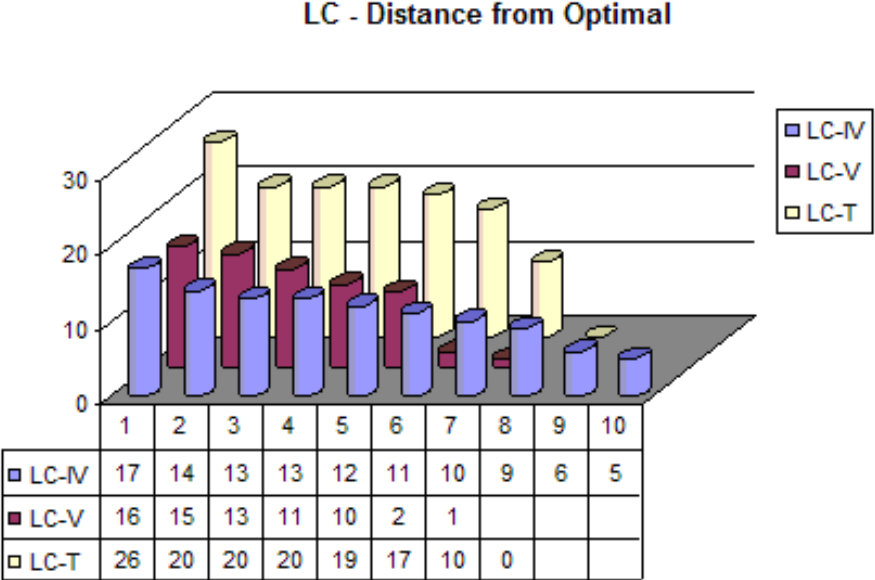 LC - Distance from Optimal
LC-IV
LC-V
LC-T
30
20
10
0
1 2 3 4 5 6 7 8 9 10
LC-IV 17 14 13 13 12 11 10 9 6 5
LC-V 16 15 13 11 10 2 1
LC-T 26 20 20 20 19 17 10 0